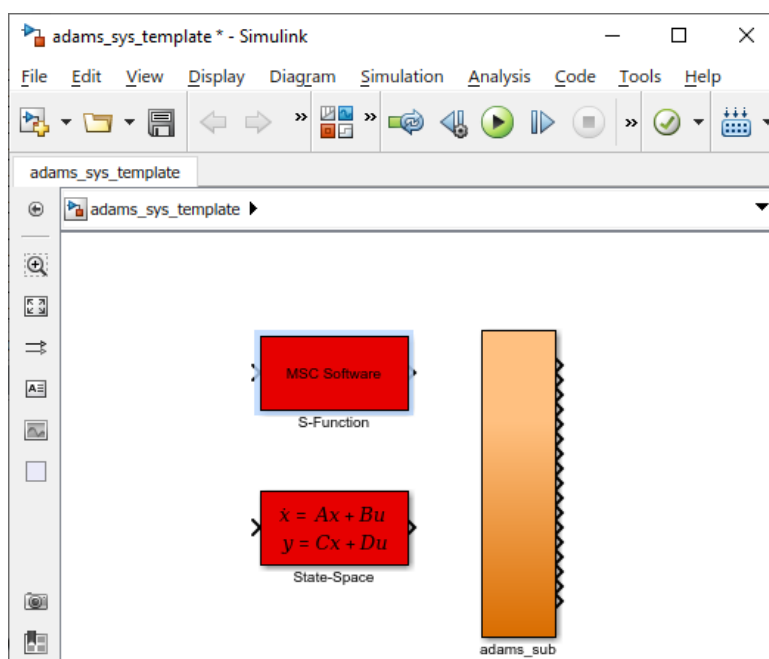 adams_sys_template * - Simulink
File Edit View Display Diagram Simulation Analysis Code Tools Help
adams_sys_template
adams_sys_template
MSC Software
S-Function
ẋ = Ax + Bu
y = Cx + Du
State-Space
adams_sub